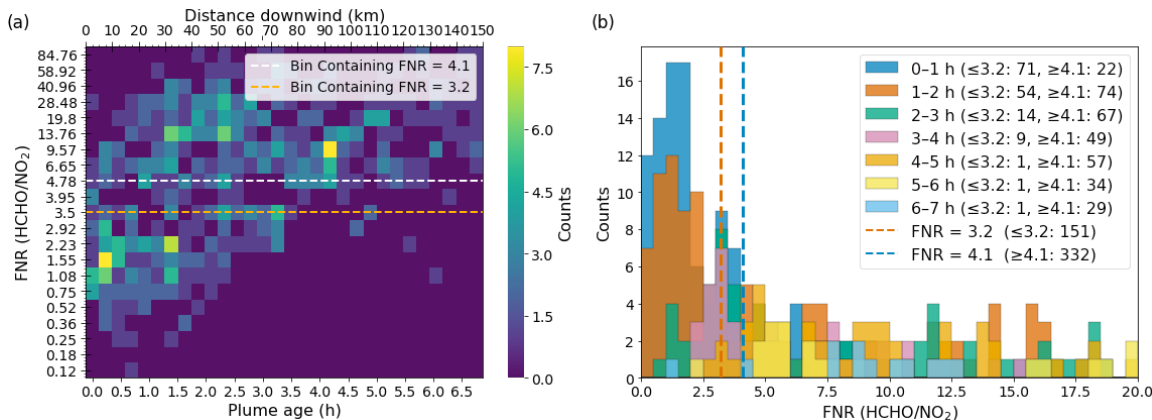 (a)
Distance downwind (km)
0 10 20 30 40 50 60 70 80 90 100 110 120 130 140 150
84.76
58.92
40.96
28.48
19.8
13.76
9.57
6.65
4.78
3.95
3.5
2.92
2.23
1.55
1.08
0.75
0.52
0.36
0.25
0.18
0.12
FNR (HCHO/NO₂)
Bin Containing FNR = 4.1
Bin Containing FNR = 3.2
0.0 0.5 1.0 1.5 2.0 2.5 3.0 3.5 4.0 4.5 5.0 5.5 6.0 6.5
Plume age (h)
7.5
6.0
4.5
3.0
1.5
0.0
Counts
(b)
16
14
12
10
8
6
4
2
0
Counts
0–1 h (≤3.2: 71, ≥4.1: 22)
1–2 h (≤3.2: 54, ≥4.1: 74)
2–3 h (≤3.2: 14, ≥4.1: 67)
3–4 h (≤3.2: 9, ≥4.1: 49)
4–5 h (≤3.2: 1, ≥4.1: 57)
5–6 h (≤3.2: 1, ≥4.1: 34)
6–7 h (≤3.2: 1, ≥4.1: 29)
FNR = 3.2 (≤3.2: 151)
FNR = 4.1 (≥4.1: 332)
0.0 2.5 5.0 7.5 10.0 12.5 15.0 17.5 20.0
FNR (HCHO/NO₂)